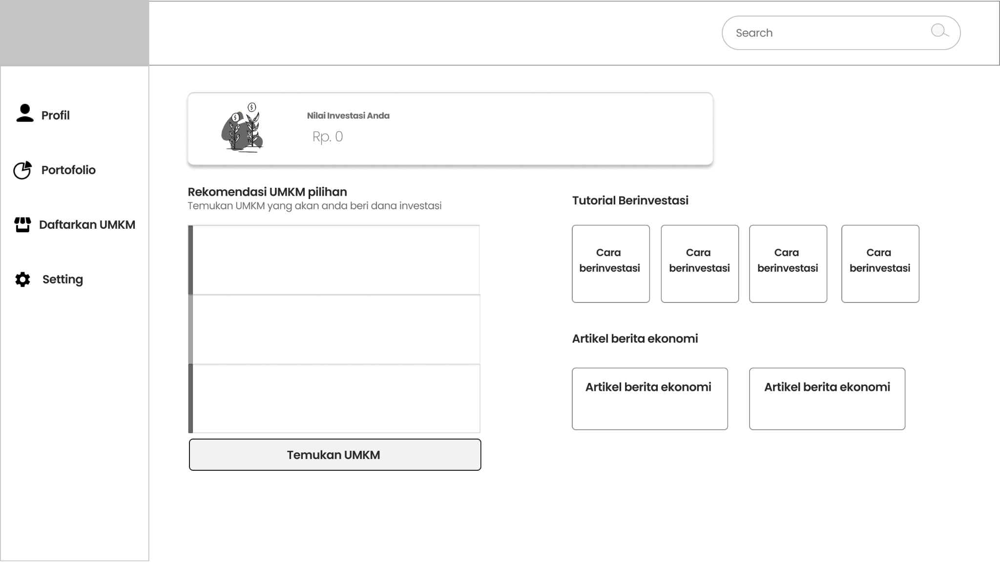 Search
Profil
Portofolio
Daftarkan UMKM
Setting
$
$
Nilai Investasi Anda
Rp. 0
Rekomendasi UMKM pilihan
Temukan UMKM yang akan anda beri dana investasi
Temukan UMKM
Tutorial Berinvestasi
Cara
berinvestasi
Cara
berinvestasi
Cara
berinvestasi
Cara
berinvestasi
Artikel berita ekonomi
Artikel berita ekonomi
Artikel berita ekonomi